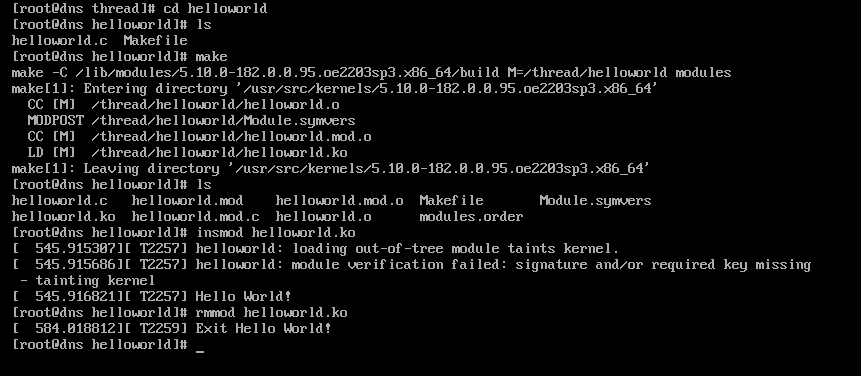 [root@dns thread]# cd helloworld
[root@dns helloworld]# ls
helloworld.c  Makefile
[root@dns helloworld]# make
make -C /lib/modules/5.10.0-182.0.0.95.oe2203sp3.x86_64/build M=/thread/helloworld modules
make[1]: Entering directory '/usr/src/kernels/5.10.0-182.0.0.95.oe2203sp3.x86_64'
  CC [M]  /thread/helloworld/helloworld.o
  MODPOST /thread/helloworld/Module.symvers
  CC [M]  /thread/helloworld/helloworld.mod.o
  LD [M]  /thread/helloworld/helloworld.ko
make[1]: Leaving directory '/usr/src/kernels/5.10.0-182.0.0.95.oe2203sp3.x86_64'
[root@dns helloworld]# ls
helloworld.c   helloworld.mod    helloworld.mod.o  Makefile       Module.symvers
helloworld.ko  helloworld.mod.c  helloworld.o      modules.order
[root@dns helloworld]# insmod helloworld.ko
[  545.915307][ T2257] helloworld: loading out-of-tree module taints kernel.
[  545.915686][ T2257] helloworld: module verification failed: signature and/or required key missing
 - tainting kernel
[  545.916821][ T2257] Hello World!
[root@dns helloworld]# rmmod helloworld.ko
[  584.018812][ T2259] Exit Hello World!
[root@dns helloworld]# _